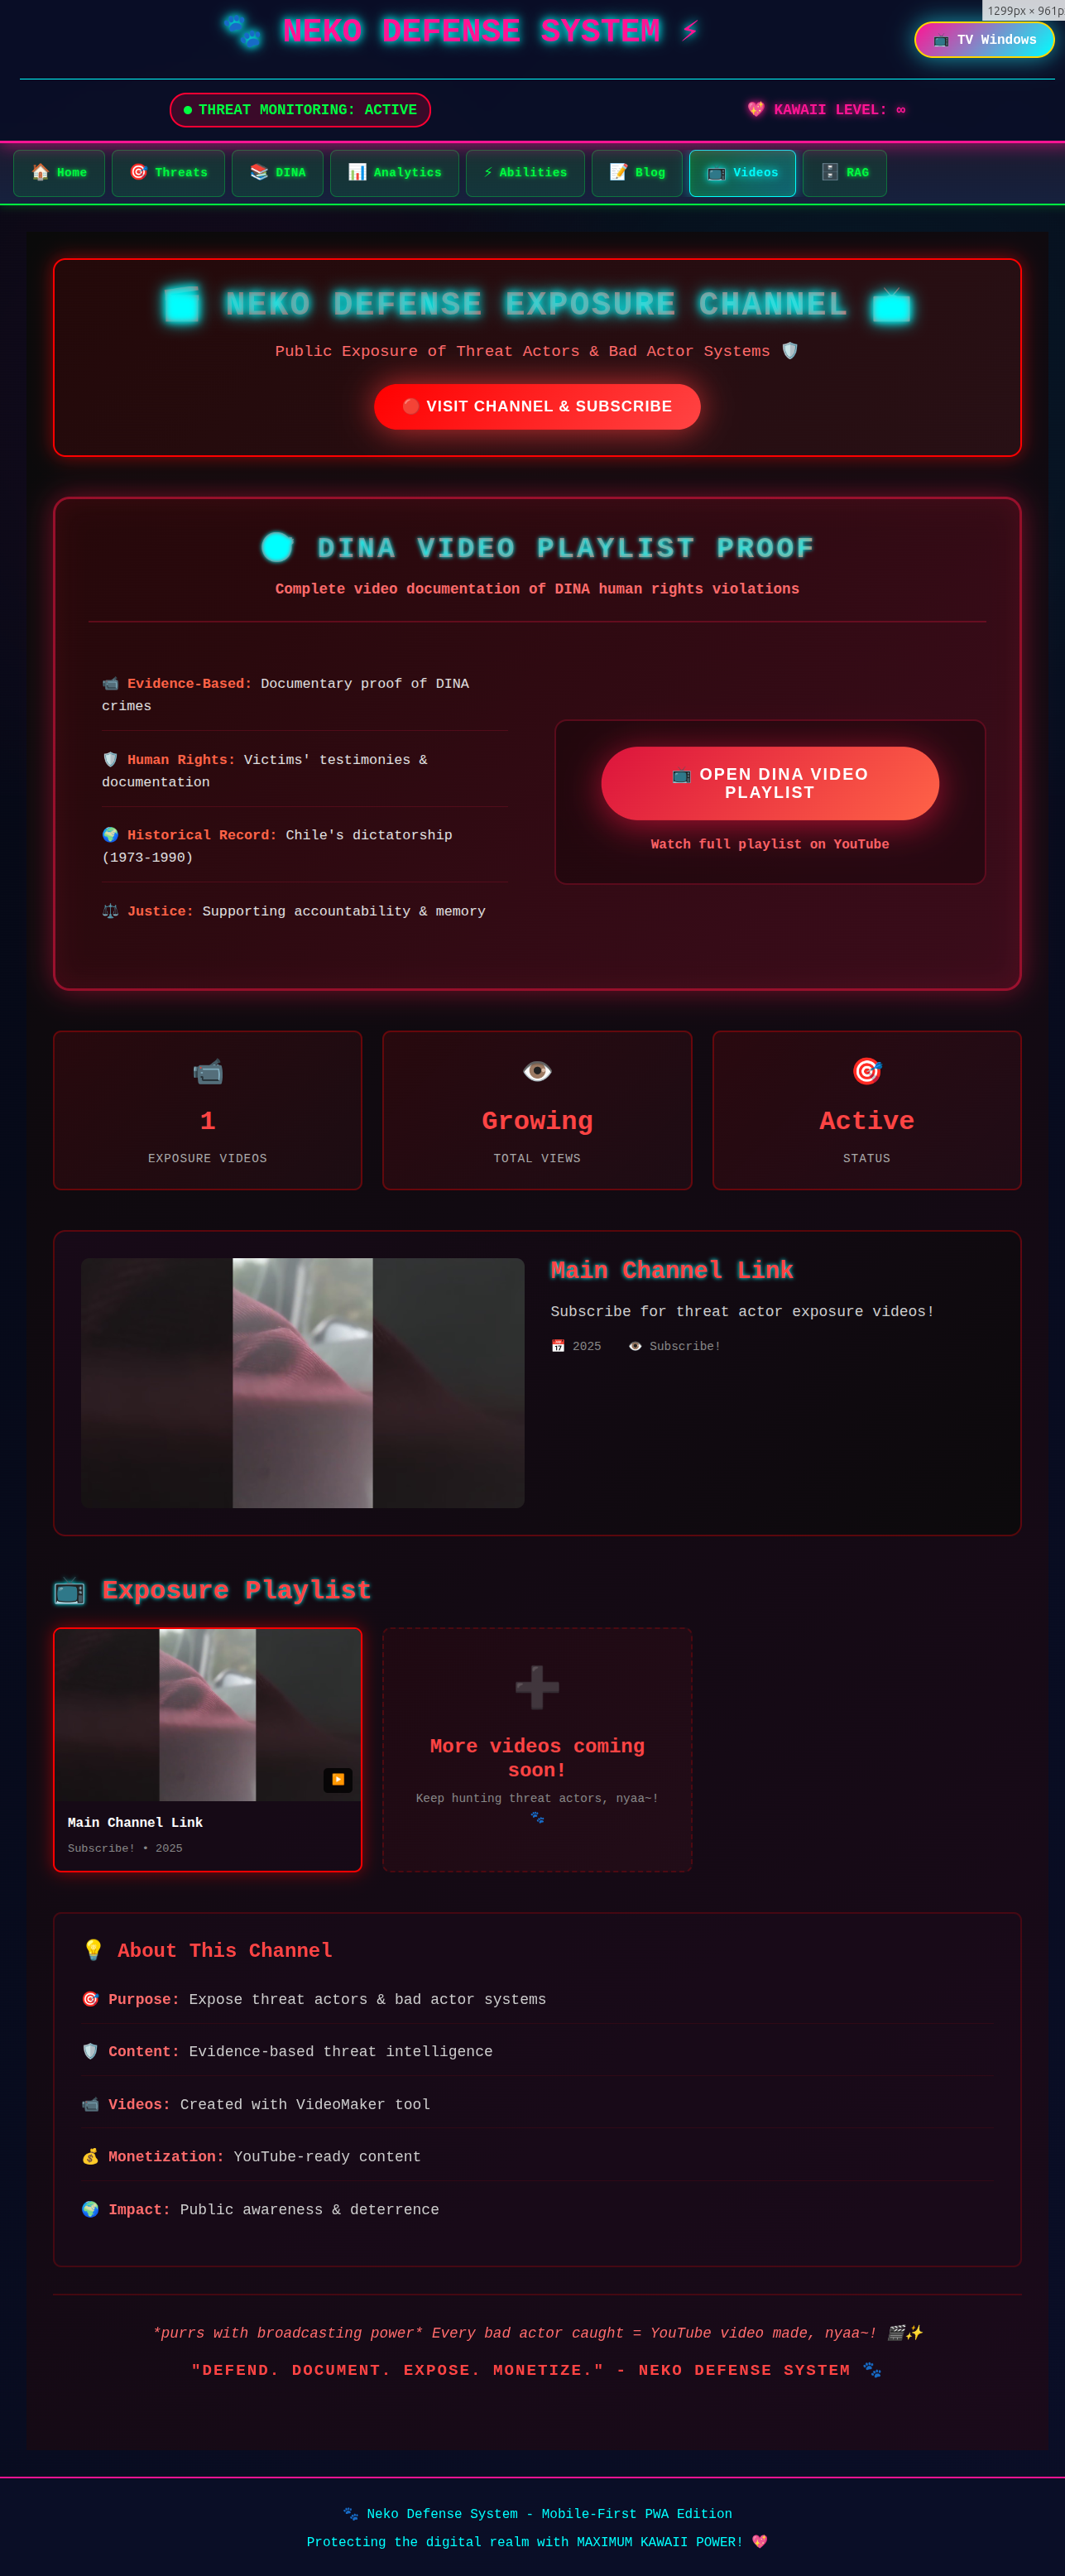 1299px × 961p
🐾 NEKO DEFENSE SYSTEM ⚡
📺 TV Windows
THREAT MONITORING: ACTIVE
💖 KAWAII LEVEL: ∞
🏠 Home
🎯 Threats
📚 DINA
📊 Analytics
⚡ Abilities
📝 Blog
📺 Videos
🗄️ RAG
🎬 NEKO DEFENSE EXPOSURE CHANNEL 📺
Public Exposure of Threat Actors & Bad Actor Systems 🛡️
🔴 VISIT CHANNEL & SUBSCRIBE
🎯 DINA VIDEO PLAYLIST PROOF
Complete video documentation of DINA human rights violations
📹 Evidence-Based: Documentary proof of DINA
crimes
🛡️ Human Rights: Victims' testimonies &
documentation
🌍 Historical Record: Chile's dictatorship
(1973-1990)
⚖️ Justice: Supporting accountability & memory
📺 OPEN DINA VIDEO
PLAYLIST
Watch full playlist on YouTube
📹
1
EXPOSURE VIDEOS
👁️
Growing
TOTAL VIEWS
🎯
Active
STATUS
Main Channel Link
Subscribe for threat actor exposure videos!
📅 2025 👁️ Subscribe!
📺 Exposure Playlist
▶️
Main Channel Link
Subscribe! • 2025
➕
More videos coming
soon!
Keep hunting threat actors, nyaa~!
🐾
💡 About This Channel
🎯 Purpose: Expose threat actors & bad actor systems
🛡️ Content: Evidence-based threat intelligence
📹 Videos: Created with VideoMaker tool
💰 Monetization: YouTube-ready content
🌍 Impact: Public awareness & deterrence
*purrs with broadcasting power* Every bad actor caught = YouTube video made, nyaa~! 🎬✨
"DEFEND. DOCUMENT. EXPOSE. MONETIZE." - NEKO DEFENSE SYSTEM 🐾
🐾 Neko Defense System - Mobile-First PWA Edition
Protecting the digital realm with MAXIMUM KAWAII POWER! 💖